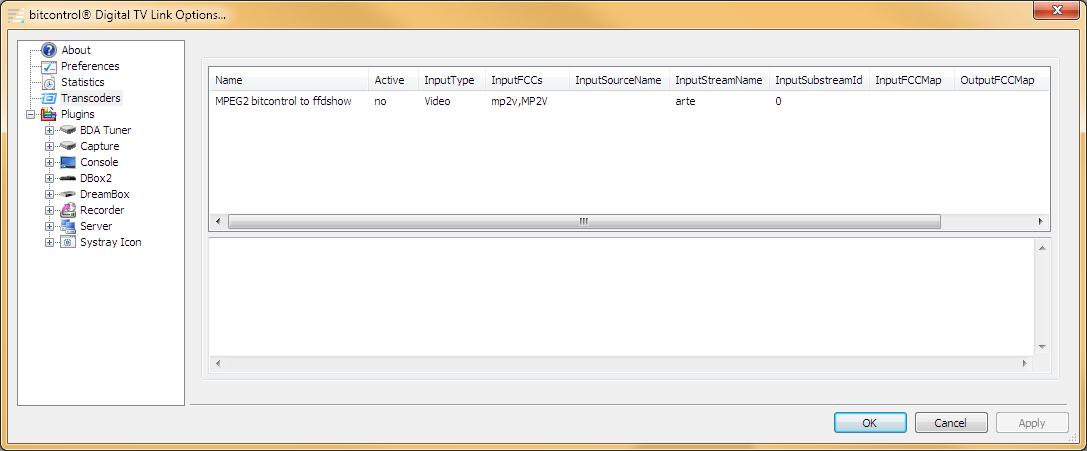 bitcontrol® Digital TV Link Options...
About
Preferences
Statistics
Transcoders
Plugins
BDA Tuner
Capture
Console
DBox2
DreamBox
Recorder
Server
Systray Icon
Name Active InputType InputFCCs InputSourceName InputStreamName InputSubstreamId InputFCCMap OutputFCCMap
MPEG2 bitcontrol to ffdshow no Video mp2v,MP2V arte 0
OK Cancel Apply